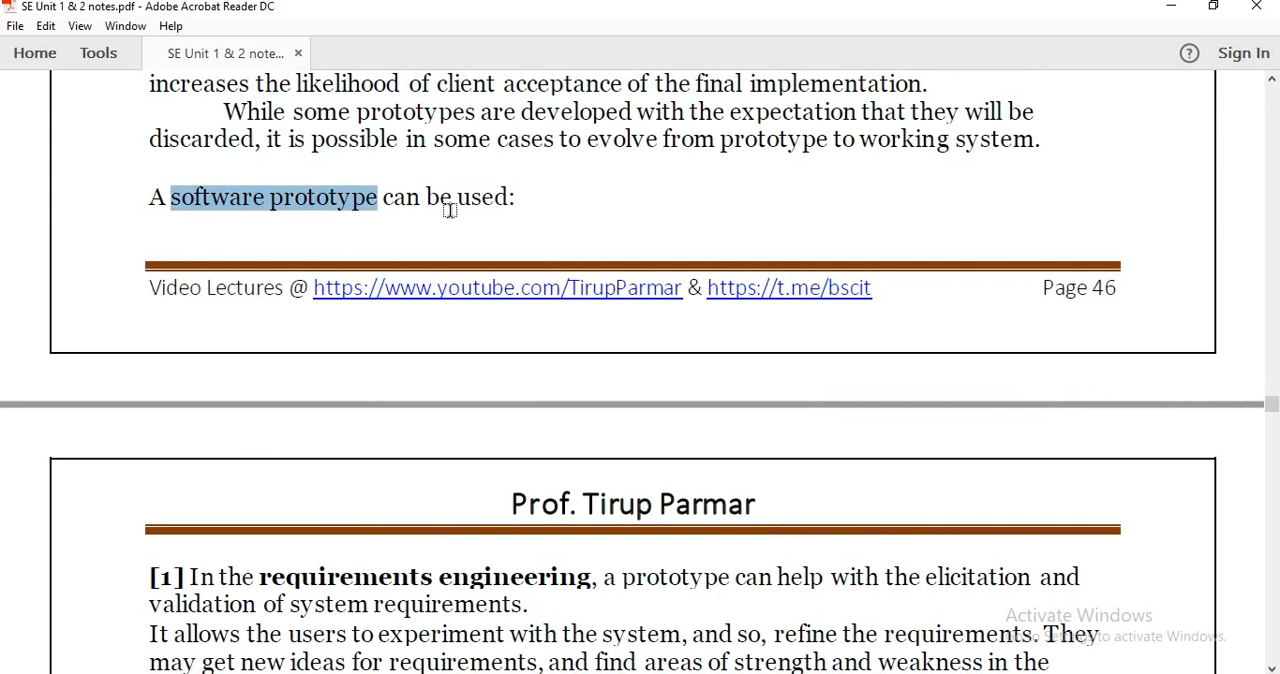 SE Unit 1 & 2 notes.pdf - Adobe Acrobat Reader DC
File Edit View Window Help
Home Tools SE Unit 1 & 2 note... × ? Sign In
increases the likelihood of client acceptance of the final implementation.
While some prototypes are developed with the expectation that they will be
discarded, it is possible in some cases to evolve from prototype to working system.
A software prototype can be used:
Video Lectures @ https://www.youtube.com/TirupParmar & https://t.me/bscit Page 46
Prof. Tirup Parmar
[1] In the requirements engineering, a prototype can help with the elicitation and
validation of system requirements.
Activate Windows
It allows the users to experiment with the system, and so, refine the requirements. They
to activate Windows.
may get new ideas for requirements, and find areas of strength and weakness in the